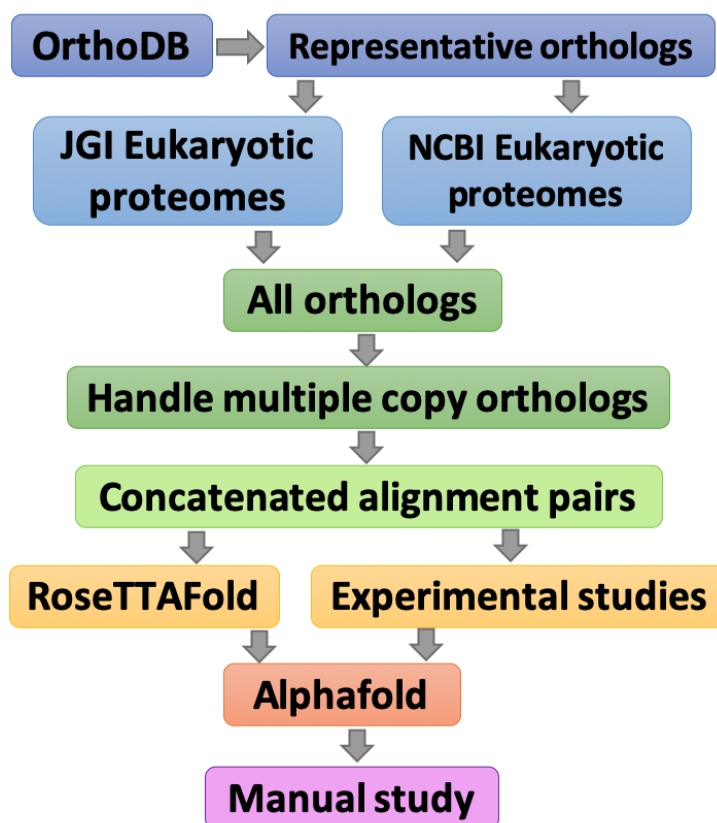 OrthoDB
Representative orthologs
JGI Eukaryotic
proteomes
NCBI Eukaryotic
proteomes
All orthologs
Handle multiple copy orthologs
Concatenated alignment pairs
RoseTTAFold
Experimental studies
Alphafold
Manual study